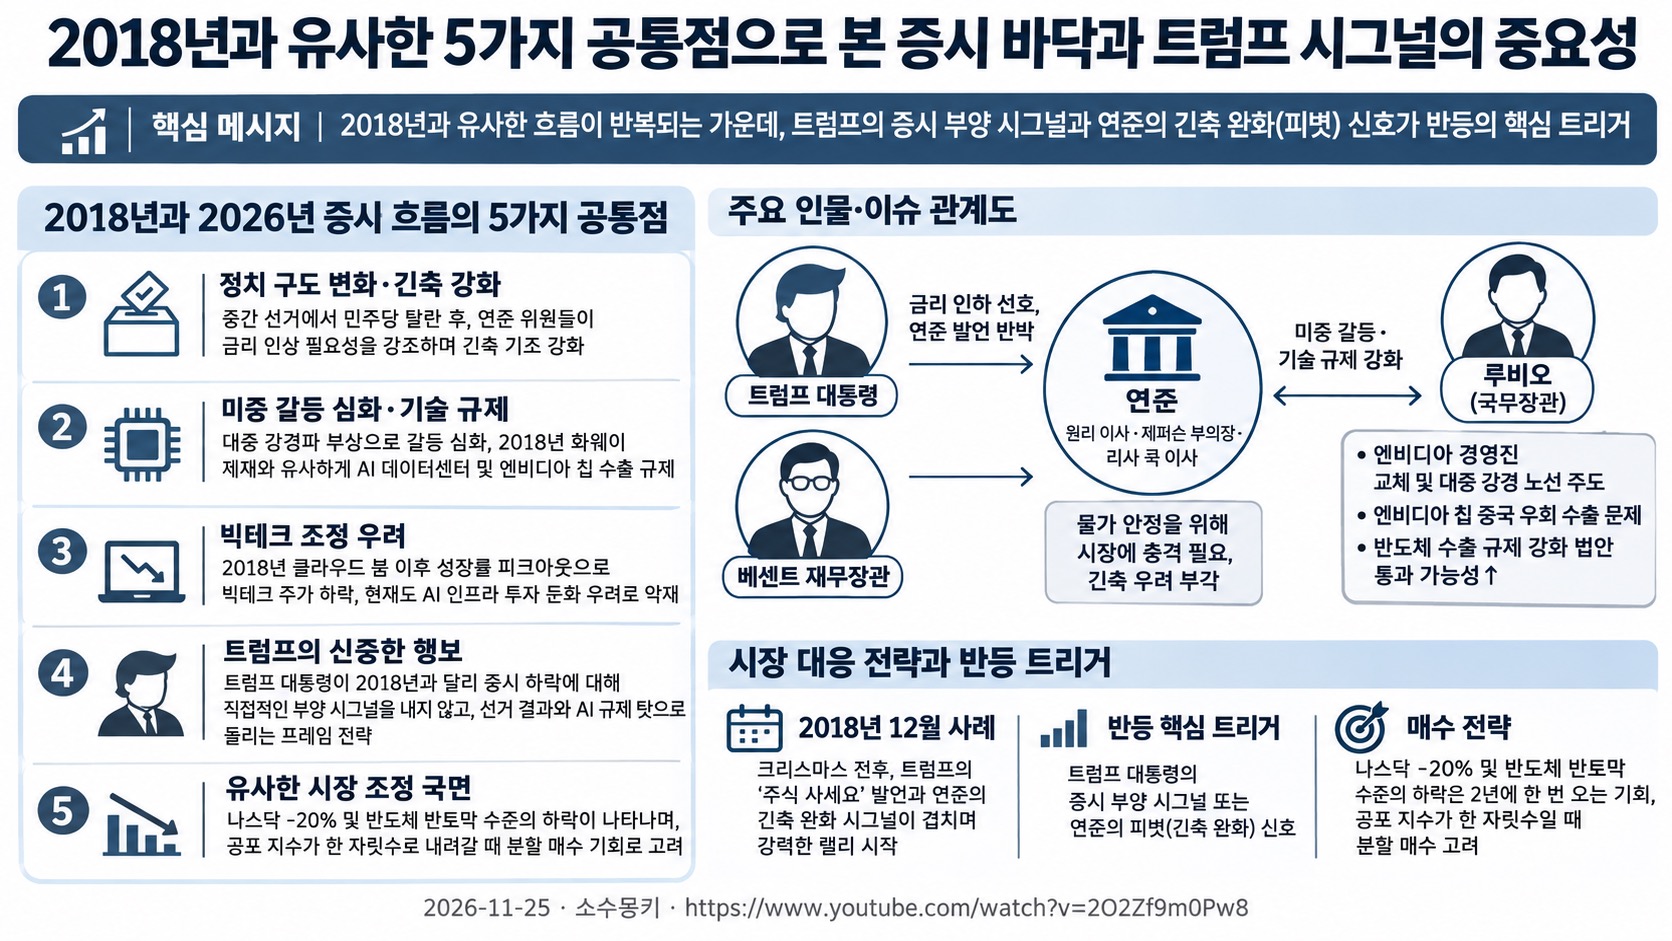 2018년과 유사한 5가지 공통점으로 본 증시 바닥과 트럼프 시그널의 중요성
핵심 메시지 | 2018년과 유사한 흐름이 반복되는 가운데, 트럼프의 증시 부양 시그널과 연준의 긴축 완화(피벗) 신호가 반등의 핵심 트리거
2018년과 2026년 증시 흐름의 5가지 공통점
1
정치 구도 변화·긴축 강화
중간 선거에서 민주당 탈란 후, 연준 위원들이
금리 인상 필요성을 강조하며 긴축 기조 강화
2
미중 갈등 심화·기술 규제
대중 강경파 부상으로 갈등 심화, 2018년 화웨이
제재와 유사하게 AI 데이터센터 및 엔비디아 칩 수출 규제
3
빅테크 조정 우려
2018년 클라우드 붐 이후 성장률 피크아웃으로
빅테크 주가 하락, 현재도 AI 인프라 투자 둔화 우려로 악재
4
트럼프의 신중한 행보
트럼프 대통령이 2018년과 달리 증시 하락에 대해
직접적인 부양 시그널을 내지 않고, 선거 결과와 AI 규제 탓으로
돌리는 프레임 전략
5
유사한 시장 조정 국면
나스닥 -20% 및 반도체 반토막 수준의 하락이 나타나며,
공포 지수가 한 자릿수로 내려갈 때 분할 매수 기회로 고려
주요 인물·이슈 관계도
트럼프 대통령
금리 인하 선호,
연준 발언 반박
베센트 재무장관
연준
원리 이사·제퍼슨 부의장·
리사 쿡 이사
물가 안정을 위해
시장에 충격 필요,
긴축 우려 부각
미중 갈등·
기술 규제 강화
루비오
(국무장관)
• 엔비디아 경영진
교체 및 대중 강경 노선 주도
• 엔비디아 칩 중국 우회 수출 문제
• 반도체 수출 규제 강화 법안
통과 가능성↑
시장 대응 전략과 반등 트리거
2018년 12월 사례
크리스마스 전후, 트럼프의
‘주식 사세요’ 발언과 연준의
긴축 완화 시그널이 겹치며
강력한 랠리 시작
반등 핵심 트리거
트럼프 대통령의
증시 부양 시그널 또는
연준의 피벗(긴축 완화) 신호
매수 전략
나스닥 -20% 및 반도체 반토막
수준의 하락은 2년에 한 번 오는 기회,
공포 지수가 한 자릿수일 때
분할 매수 고려
2026-11-25 · 소수몽키 · https://www.youtube.com/watch?v=2O2Zf9m0Pw8